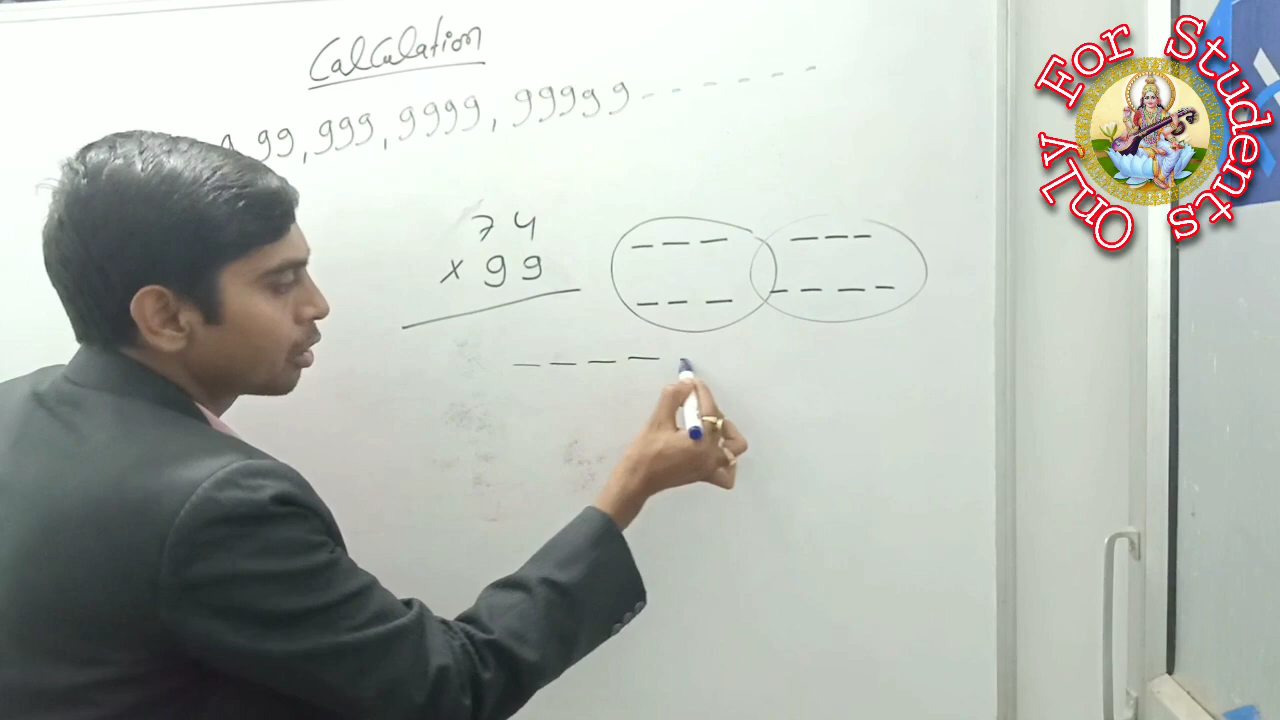 Calculation
9 99, 999, 9999, 99999 - - - - - -
74
x 99
Only For Students